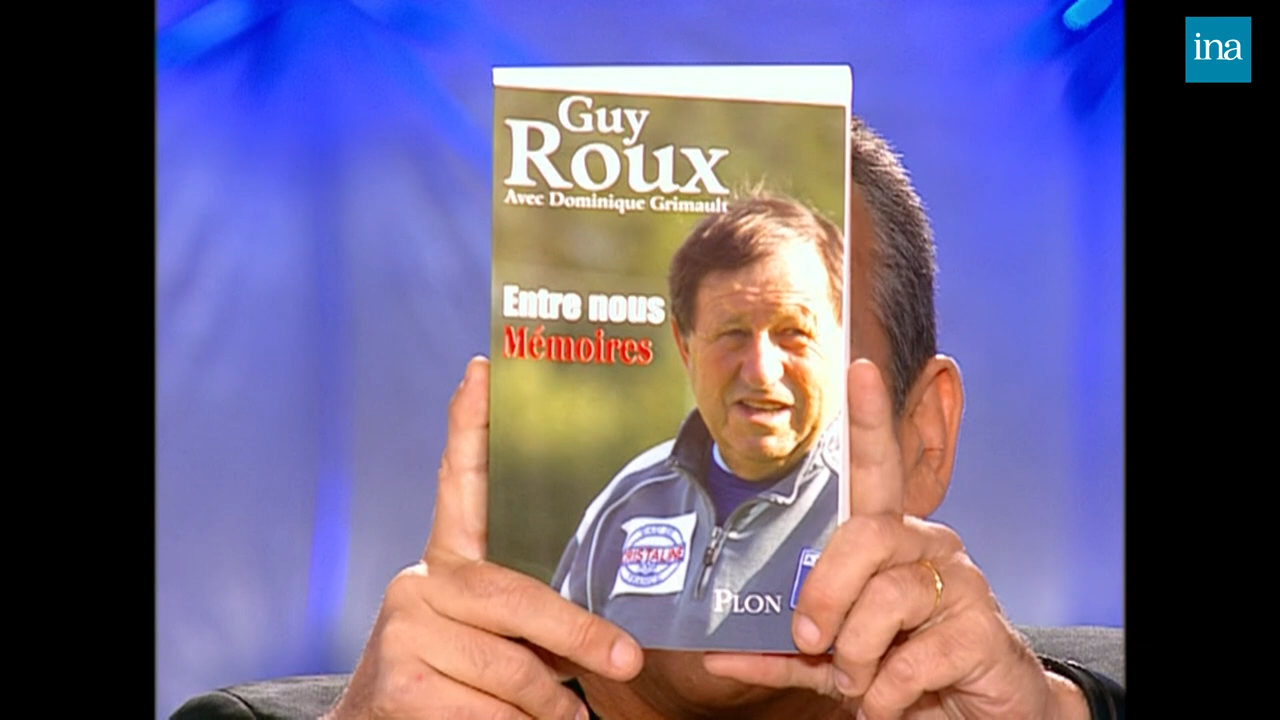 ina
Guy
Roux
Avec Dominique Grimault
Entre nous
Mémoires
PLON